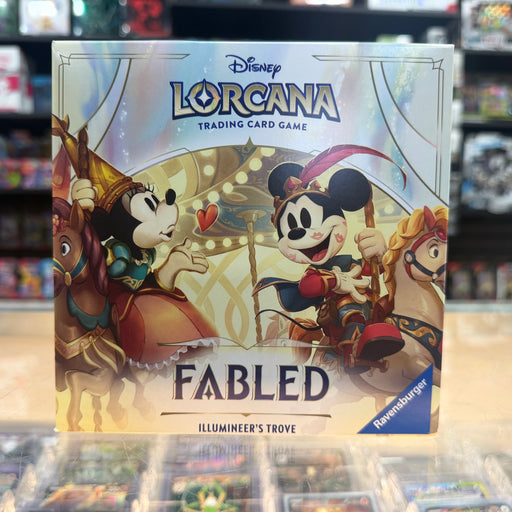 Disney
LORCANA
TRADING CARD GAME
FABLED
ILLUMINEER'S TROVE
Ravensburger